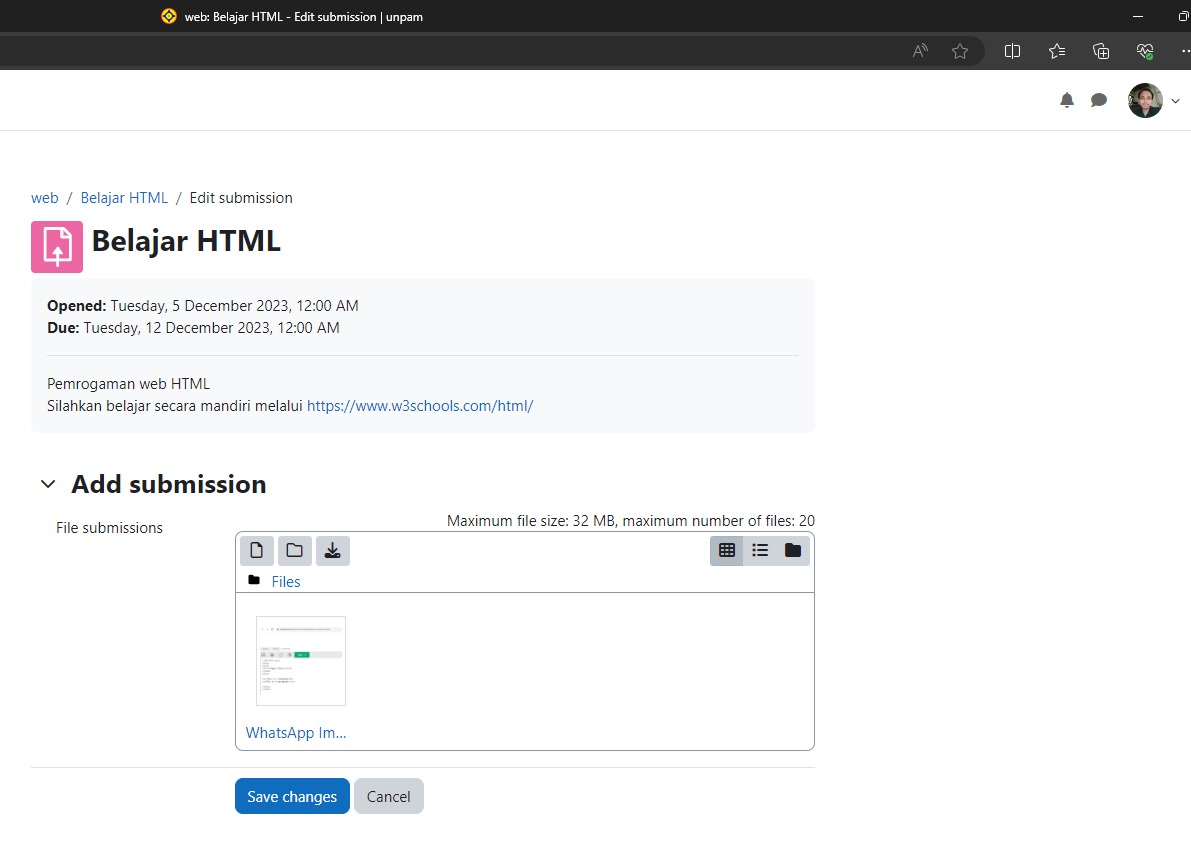 web: Belajar HTML - Edit submission | unpam
web / Belajar HTML / Edit submission
Belajar HTML
Opened: Tuesday, 5 December 2023, 12:00 AM
Due: Tuesday, 12 December 2023, 12:00 AM
Pemrogaman web HTML
Silahkan belajar secara mandiri melalui https://www.w3schools.com/html/
Add submission
File submissions
Maximum file size: 32 MB, maximum number of files: 20
Files
WhatsApp Im...
Save changes
Cancel